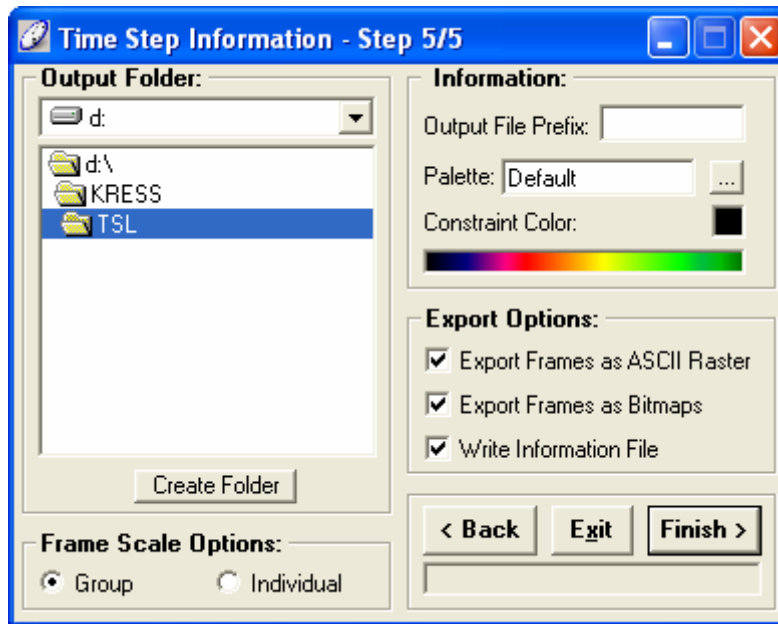 Time Step Information - Step 5/5
Output Folder:
d:
d:\
KRESS
TSL
Create Folder
Frame Scale Options:
Group
Individual
Information:
Output File Prefix:
Palette: Default ...
Constraint Color:
Export Options:
Export Frames as ASCII Raster
Export Frames as Bitmaps
Write Information File
< Back
Exit
Finish >